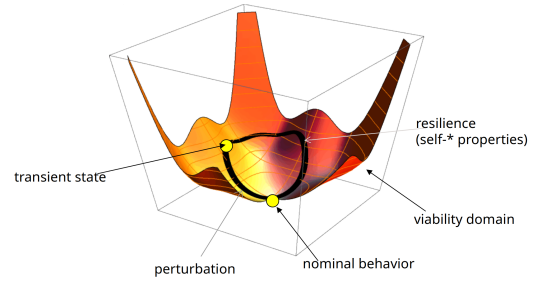 resilience
(self-* properties)
transient state
viability domain
perturbation
nominal behavior